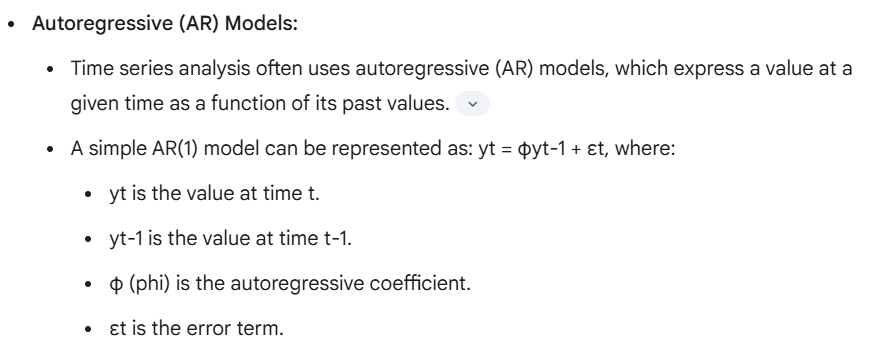 • Autoregressive (AR) Models:
• Time series analysis often uses autoregressive (AR) models, which express a value at a
given time as a function of its past values.
• A simple AR(1) model can be represented as: yt = ϕyt-1 + εt, where:
• yt is the value at time t.
• yt-1 is the value at time t-1.
• ϕ (phi) is the autoregressive coefficient.
• εt is the error term.